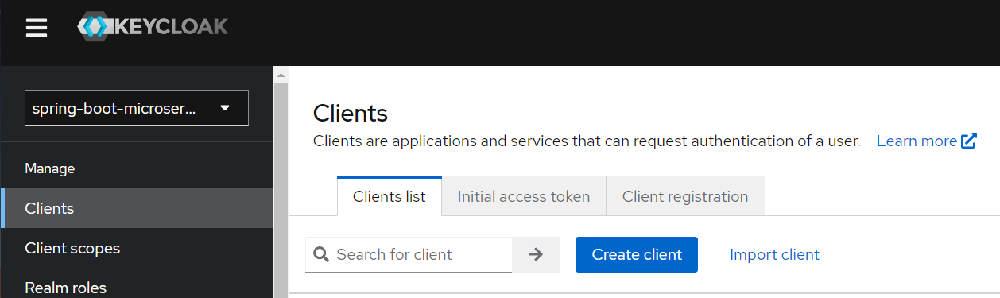 KEYCLOAK
spring-boot-microser...
Manage
Clients
Client scopes
Realm roles
Clients
Clients are applications and services that can request authentication of a user. Learn more
Clients list Initial access token Client registration
Search for client Create client Import client